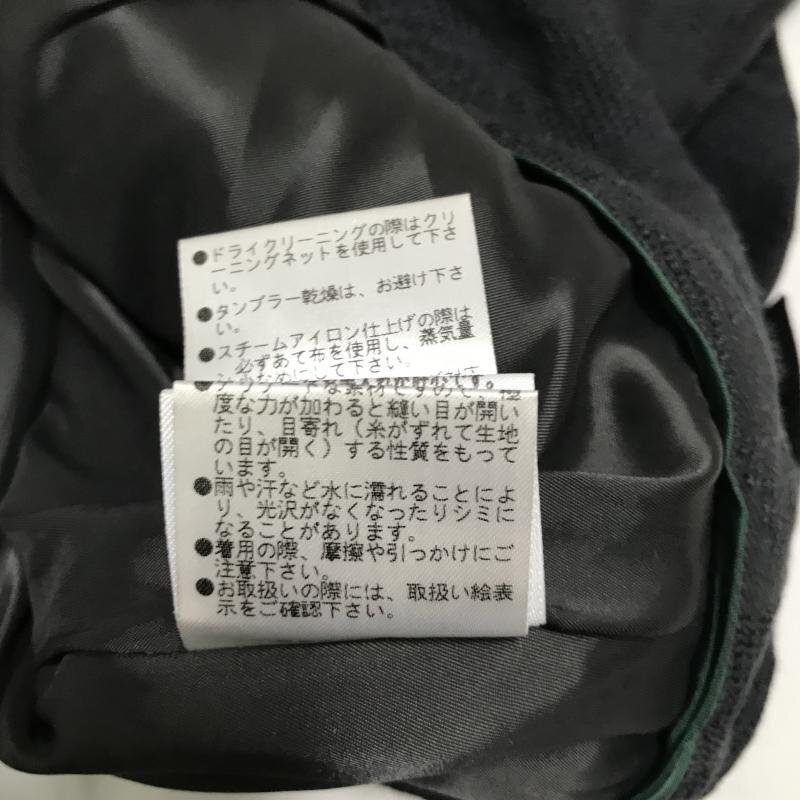 ●ドライクリーニングの際はクリ
ーニングネットを使用して下さ
い。
●タンブラー乾燥は、お避け下さ
い。
●スチームアイロン仕上げの際は
必ずあて布を使用し、蒸気量
少なめにして下さい。
度な力が加わると縫い目が開い
たり、目寄れ（糸がずれて生地
の目が開く）する性質をもって
います。
●雨や汗など水に濡れることによ
り、光沢がなくなったりシミに
なることがあります。
●着用の際、摩擦や引っかけにご
注意下さい。
●お取扱いの際には、取扱い絵表
示をご確認下さい。